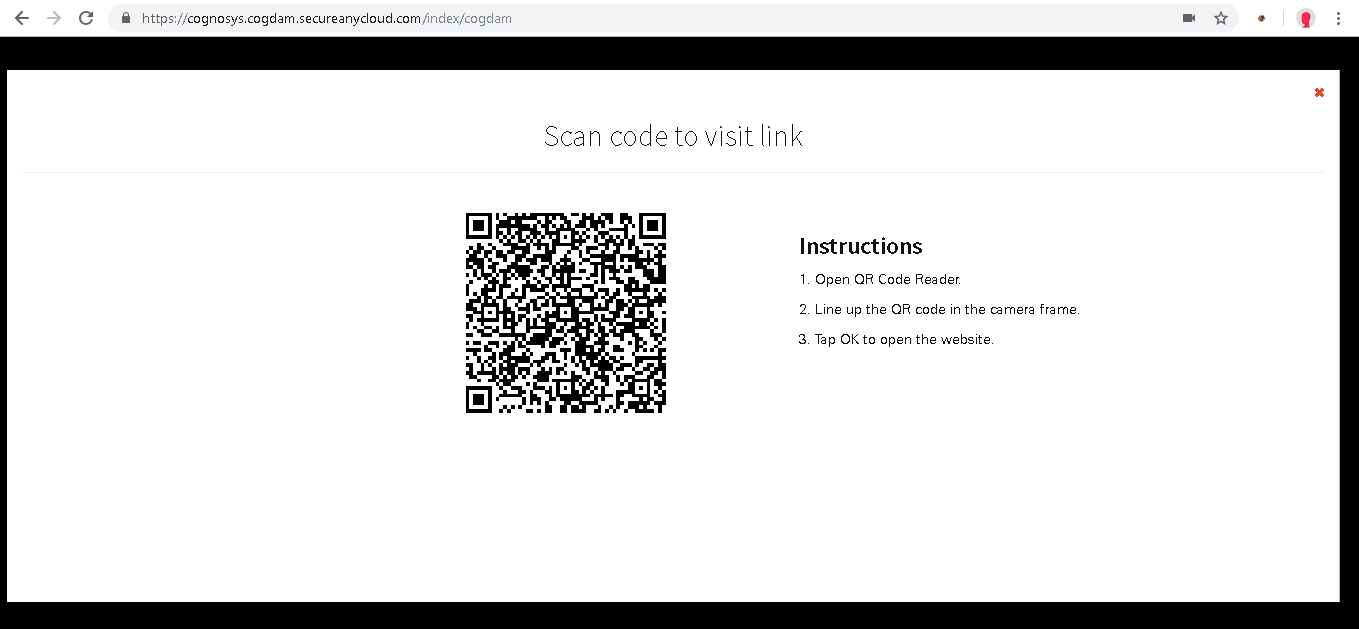 https://cognosys.cogdam.secureanycloud.com/index/cogdam
Scan code to visit link
Instructions
1. Open QR Code Reader.
2. Line up the QR code in the camera frame.
3. Tap OK to open the website.